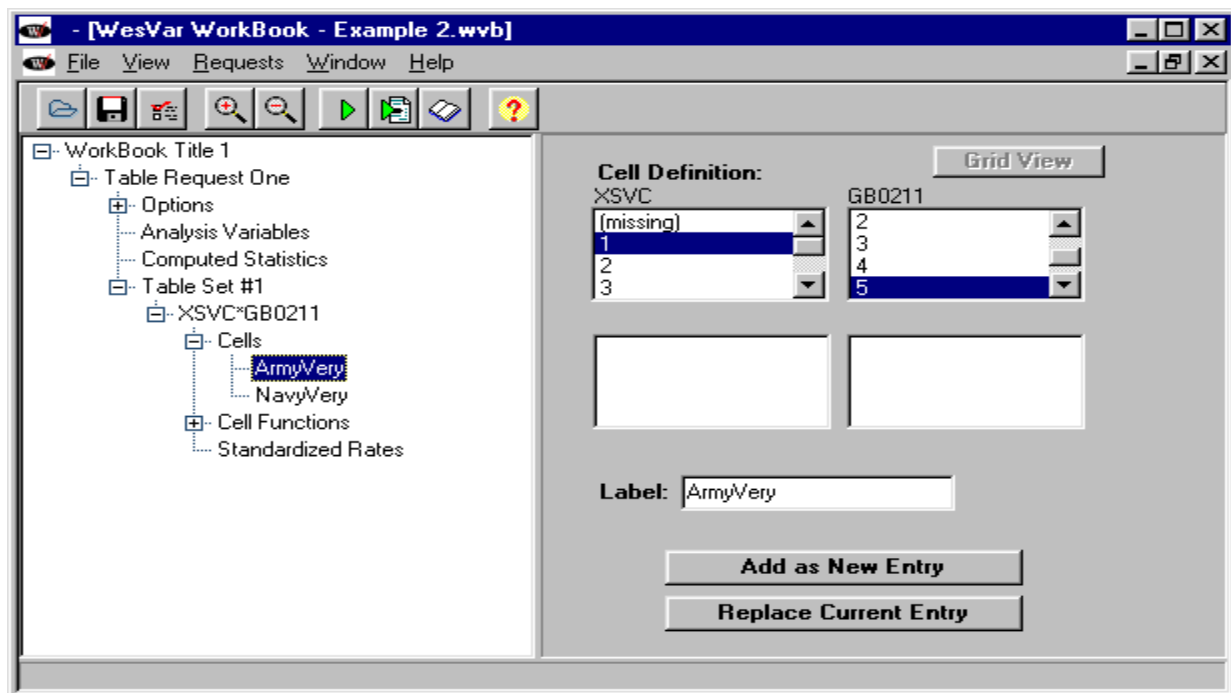 - [WesVar WorkBook - Example 2.wvb]
File View Requests Window Help
WorkBook Title 1
Table Request One
Options
Analysis Variables
Computed Statistics
Table Set #1
XSVC*GB0211
Cells
ArmyVery
NavyVery
Cell Functions
Standardized Rates
Grid View
Cell Definition:
XSVC GB0211
(missing)
1
2
3
2
3
4
5
Label: ArmyVery
Add as New Entry
Replace Current Entry